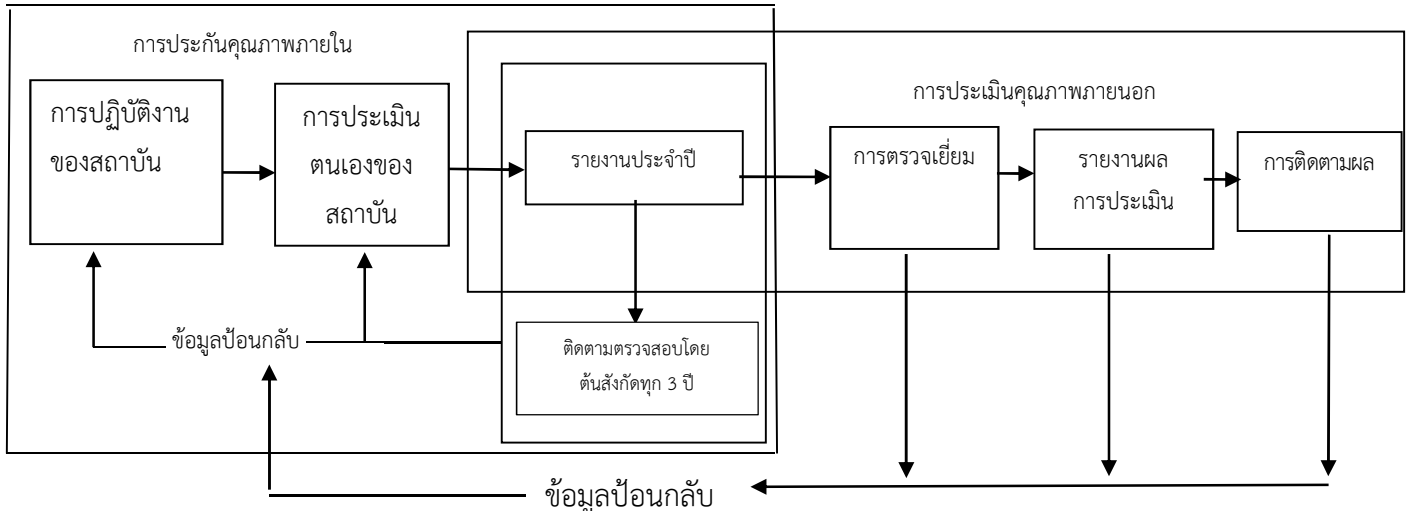 การประกันคุณภาพภายใน
การประเมินคุณภาพภายนอก
การปฏิบัติงาน
ของสถาบัน
การประเมิน
ตนเองของ
สถาบัน
รายงานประจำปี
การตรวจเยี่ยม
รายงานผล
การประเมิน
การติดตามผล
ข้อมูลป้อนกลับ
ติดตามตรวจสอบโดย
ต้นสังกัดทุก 3 ปี
ข้อมูลป้อนกลับ